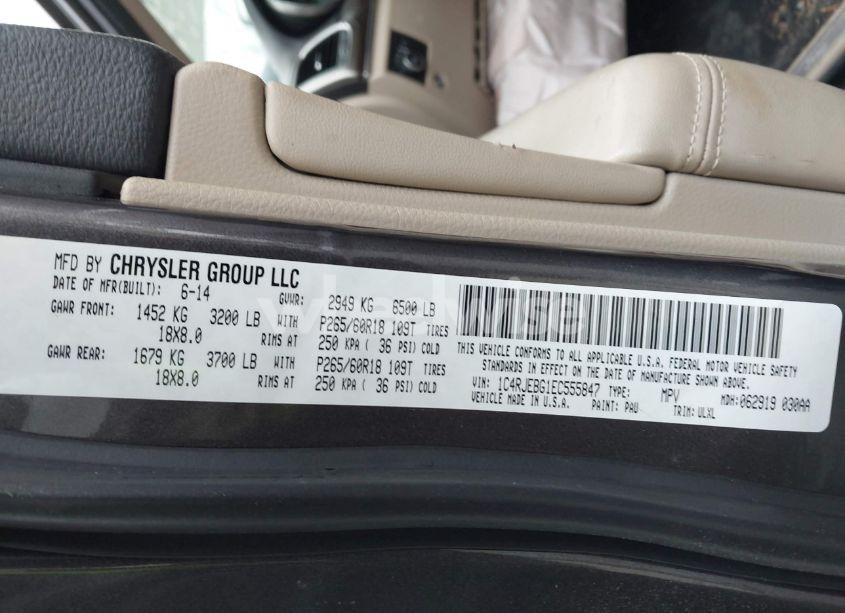 MFD BY CHRYSLER GROUP LLC
DATE OF MFR(BUILT): 6-14 GVWR: 2949 KG 6500 LB
GAWR FRONT: 1452 KG 3200 LB WITH P265/60R18 109T TIRES
18X8.0 RIMS AT 250 KPA ( 36 PSI) COLD
GAWR REAR: 1679 KG 3700 LB WITH P265/60R18 109T TIRES
18X8.0 RIMS AT 250 KPA ( 36 PSI) COLD
THIS VEHICLE CONFORMS TO ALL APPLICABLE U.S.A. FEDERAL MOTOR VEHICLE SAFETY
STANDARDS IN EFFECT ON THE DATE OF MANUFACTURE SHOWN ABOVE.
VIN: 1C4RJEBG1EC555847 TYPE: MPV MDH: 062919 030AA
VEHICLE MADE IN U.S.A. PAINT: PAU TRIM: ULXL